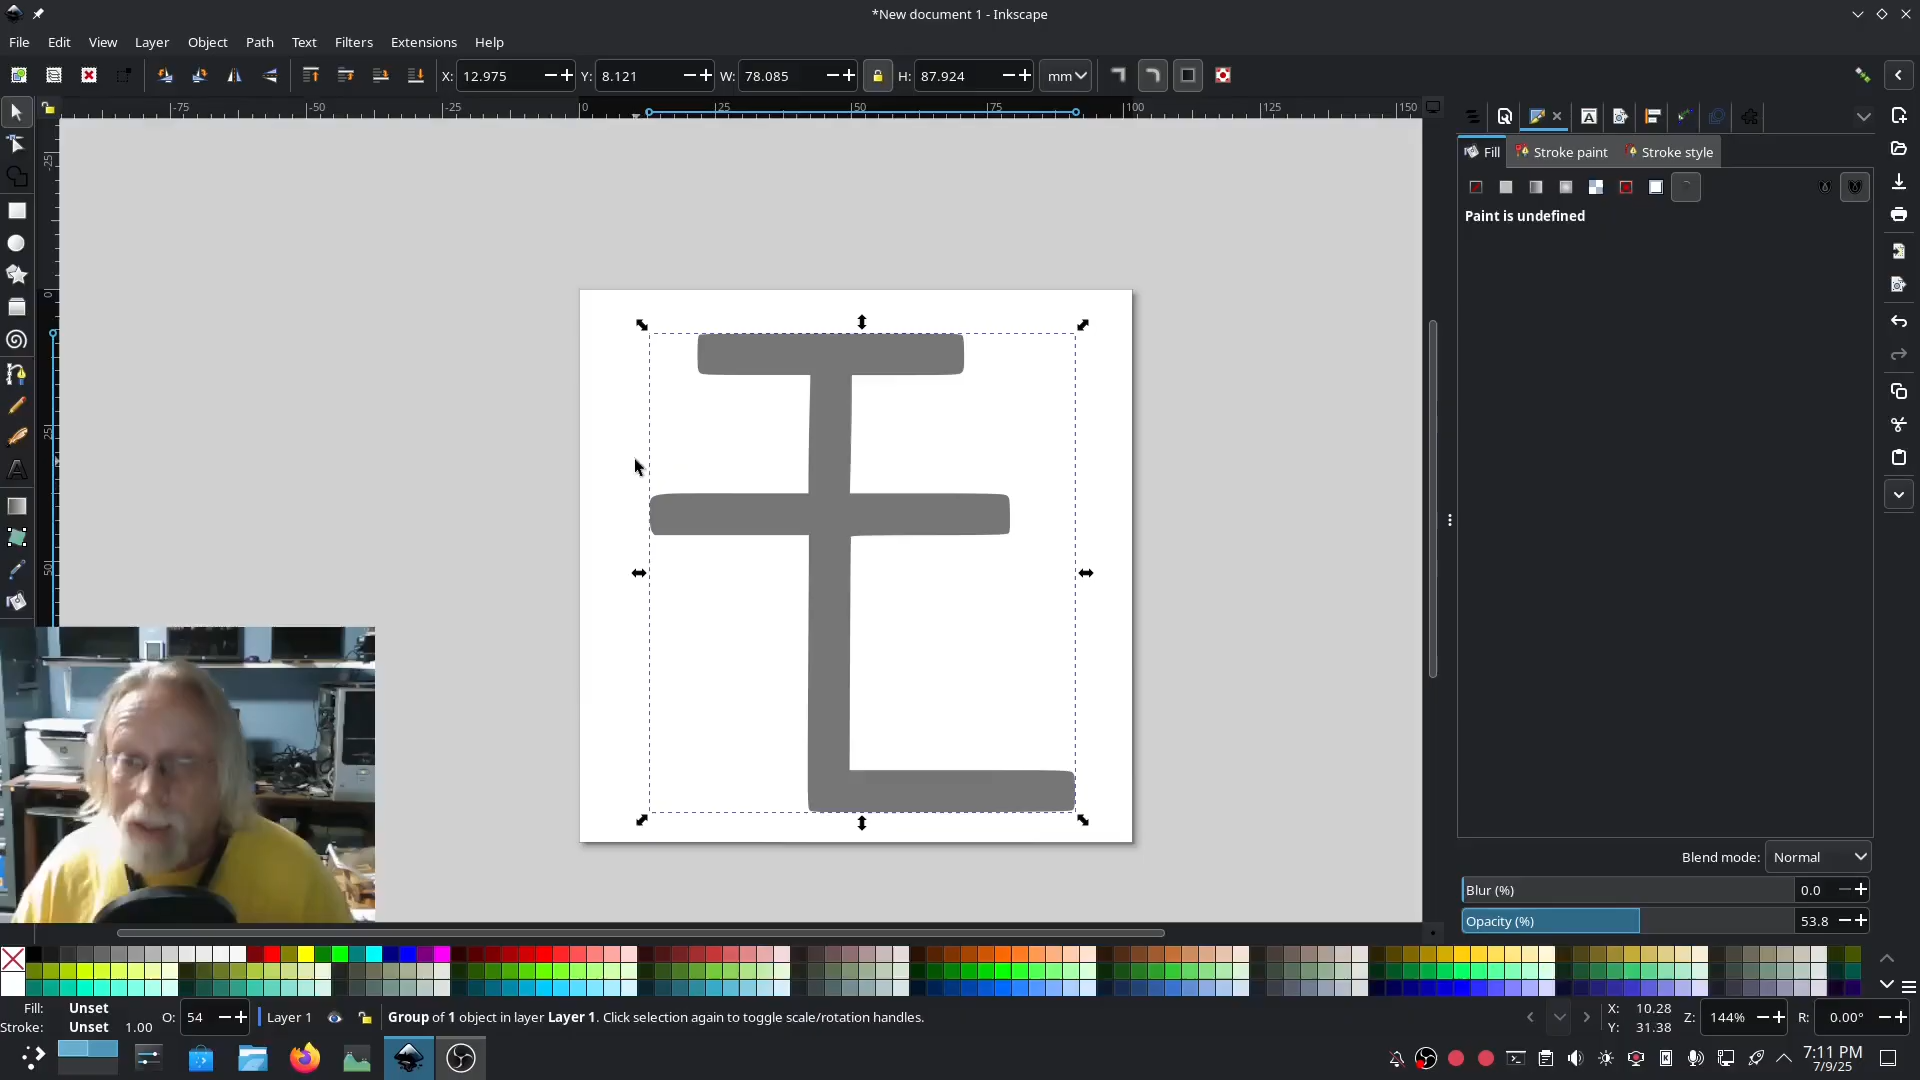 *New document 1 - Inkscape
File Edit View Layer Object Path Text Filters Extensions Help
X: 12.975 Y: 8.121 W: 78.085 H: 87.924 mm
-75 -50 -25 0 25 50 75 100 125 150
-25
0
25
50
Fill Stroke paint Stroke style
Paint is undefined
Blend mode: Normal
Blur (%) 0.0
Opacity (%) 53.8
Fill: Unset
Stroke: Unset 1.00
O: 54
Layer 1
Group of 1 object in layer Layer 1. Click selection again to toggle scale/rotation handles.
X: 10.28
Y: 31.38
Z: 144% R: 0.00°
7:11 PM
7/9/25